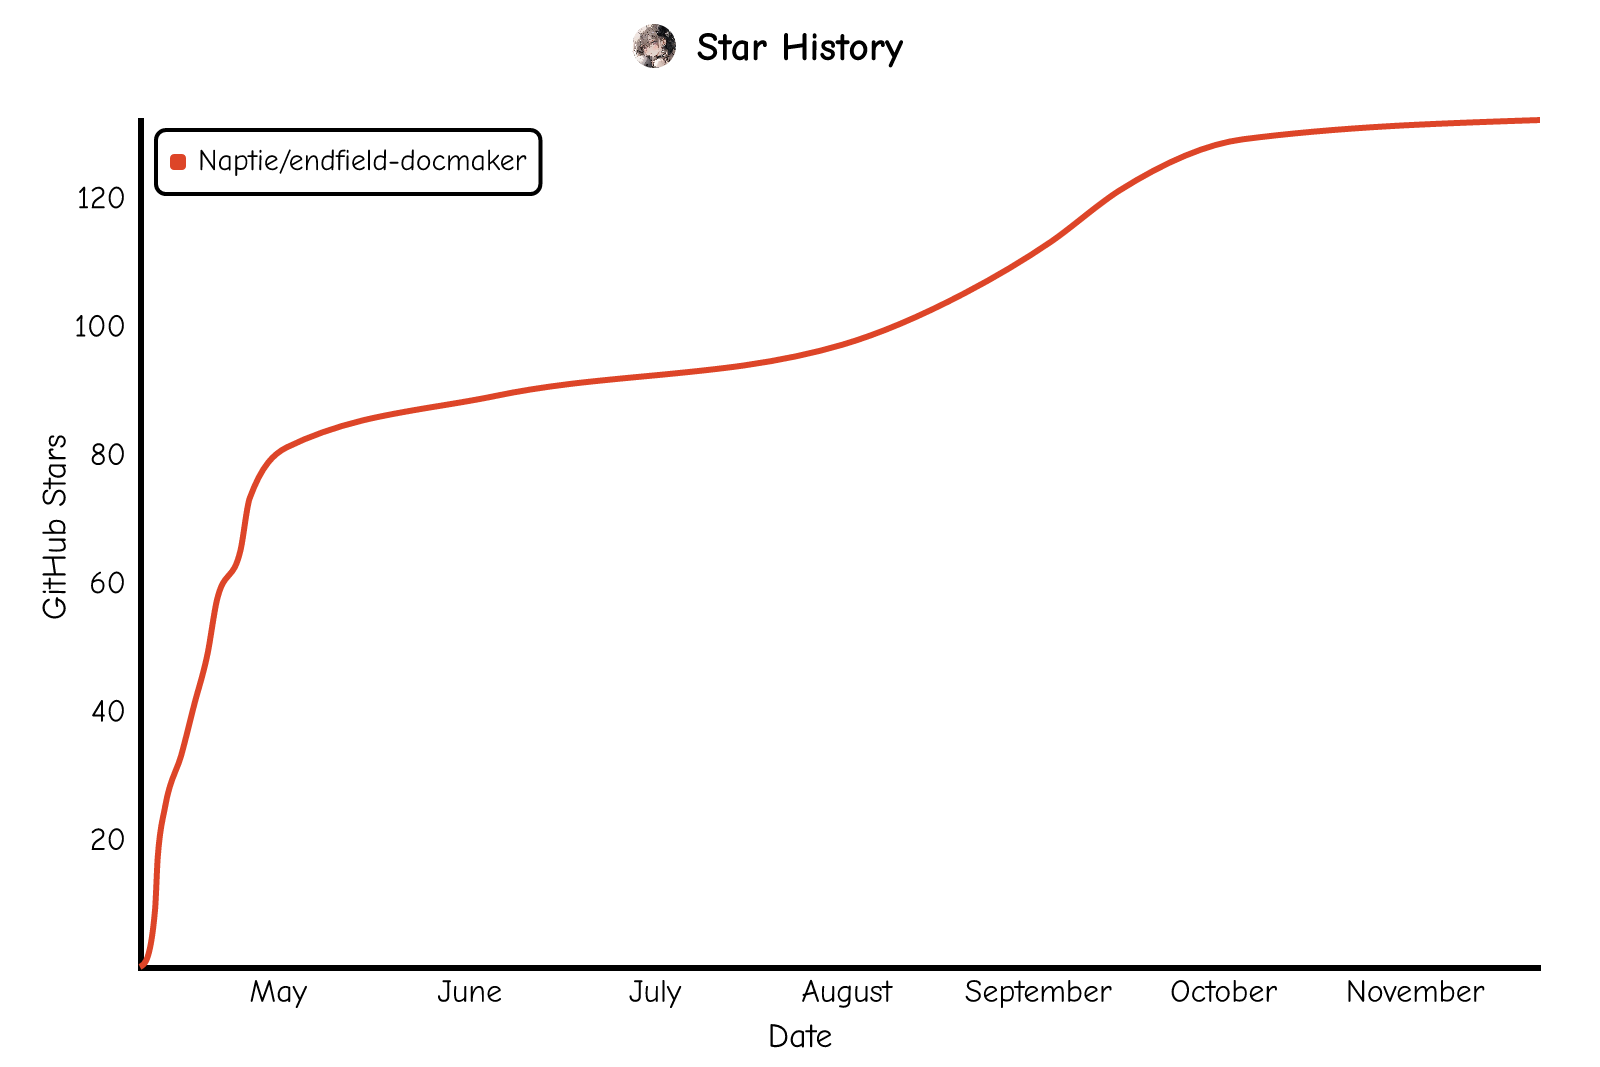 Star History
Naptie/endfield-docmaker
120
100
80
60
40
20
GitHub Stars
May June July August September October November
Date